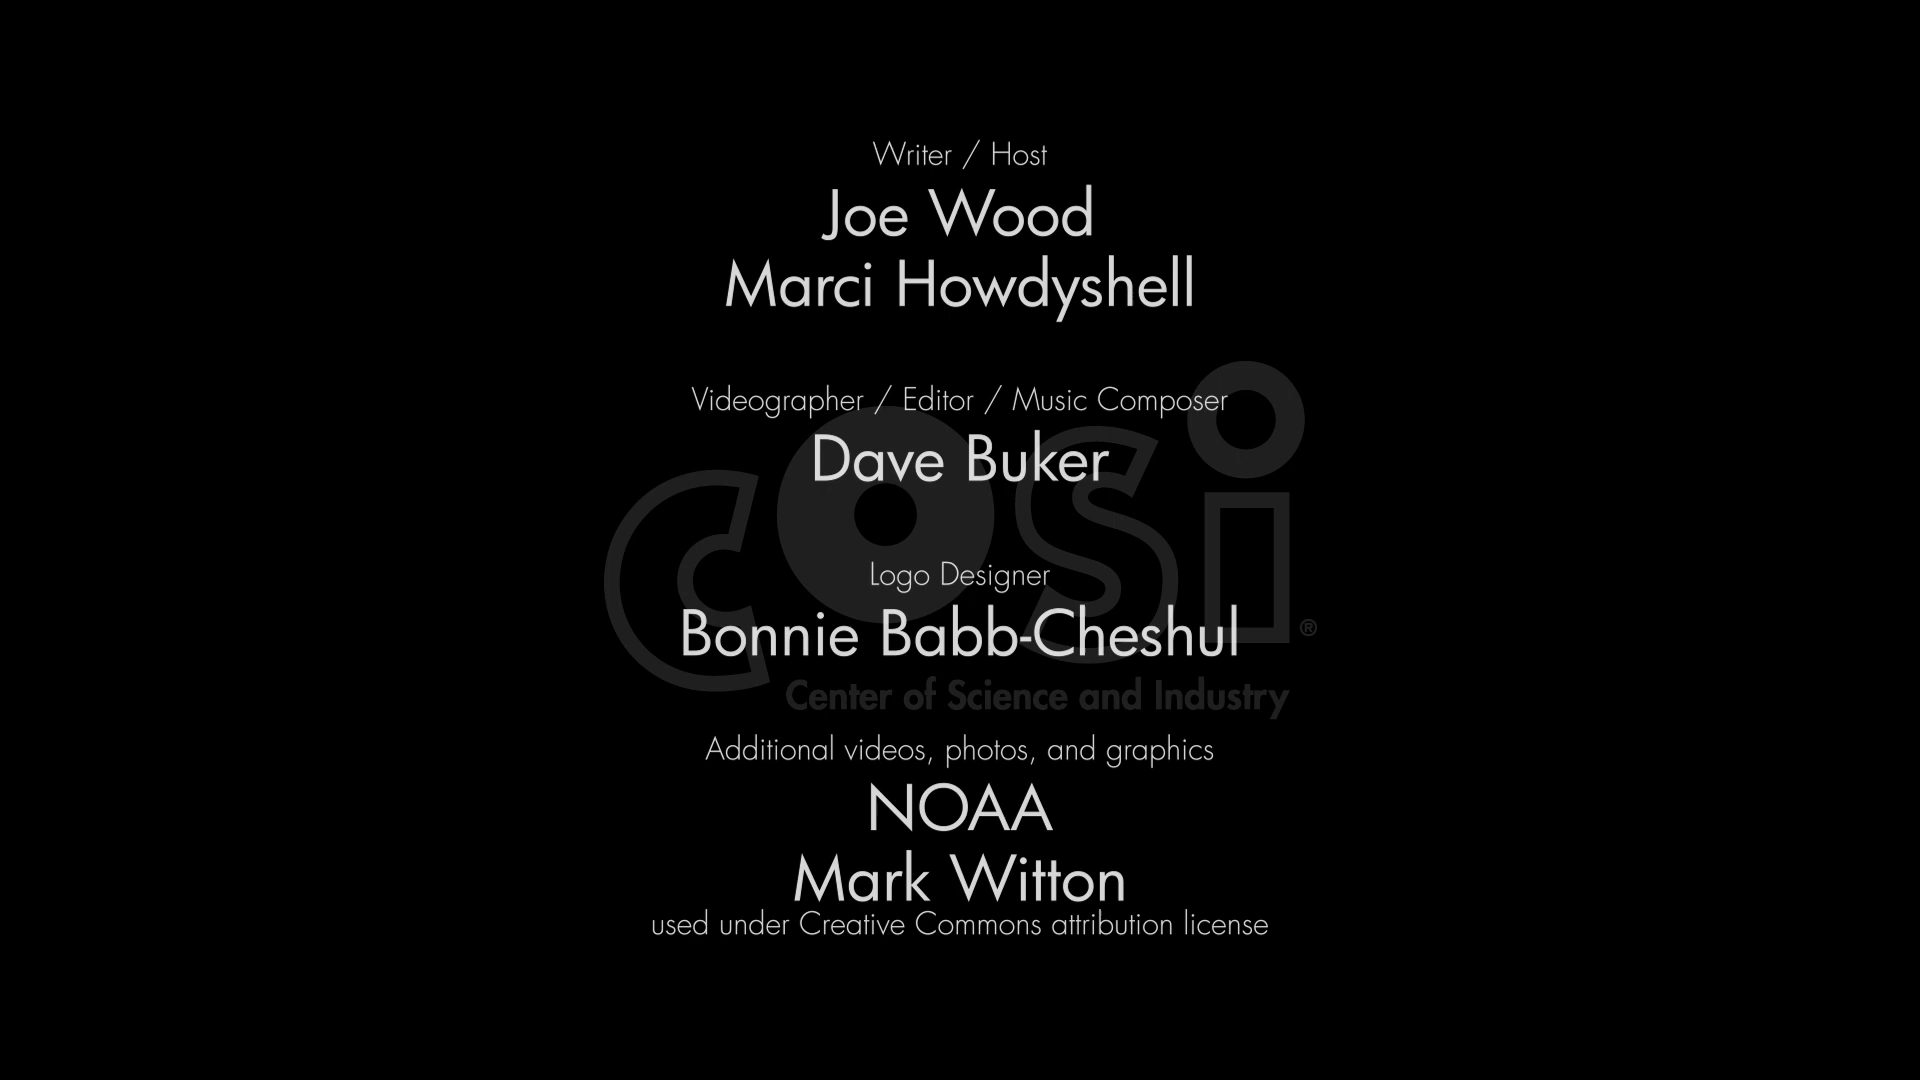 Writer / Host
Joe Wood
Marci Howdyshell
Videographer / Editor / Music Composer
Dave Buker
cosi
Logo Designer
Bonnie Babb-Cheshul
®
Center of Science and Industry
Additional videos, photos, and graphics
NOAA
Mark Witton
used under Creative Commons attribution license